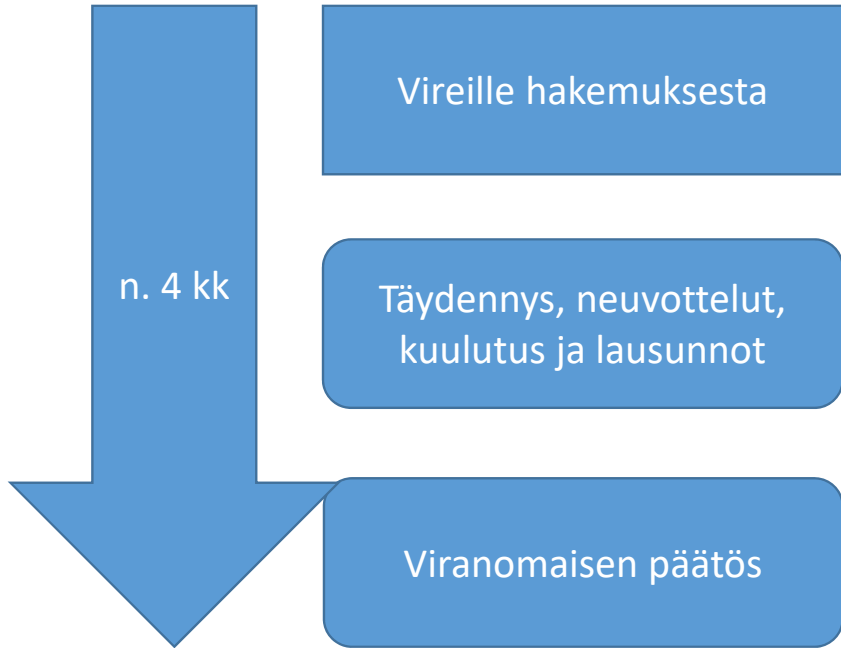 Vireille hakemuksesta
n. 4 kk
Täydennys, neuvottelut,
kuulutus ja lausunnot
Viranomaisen päätös